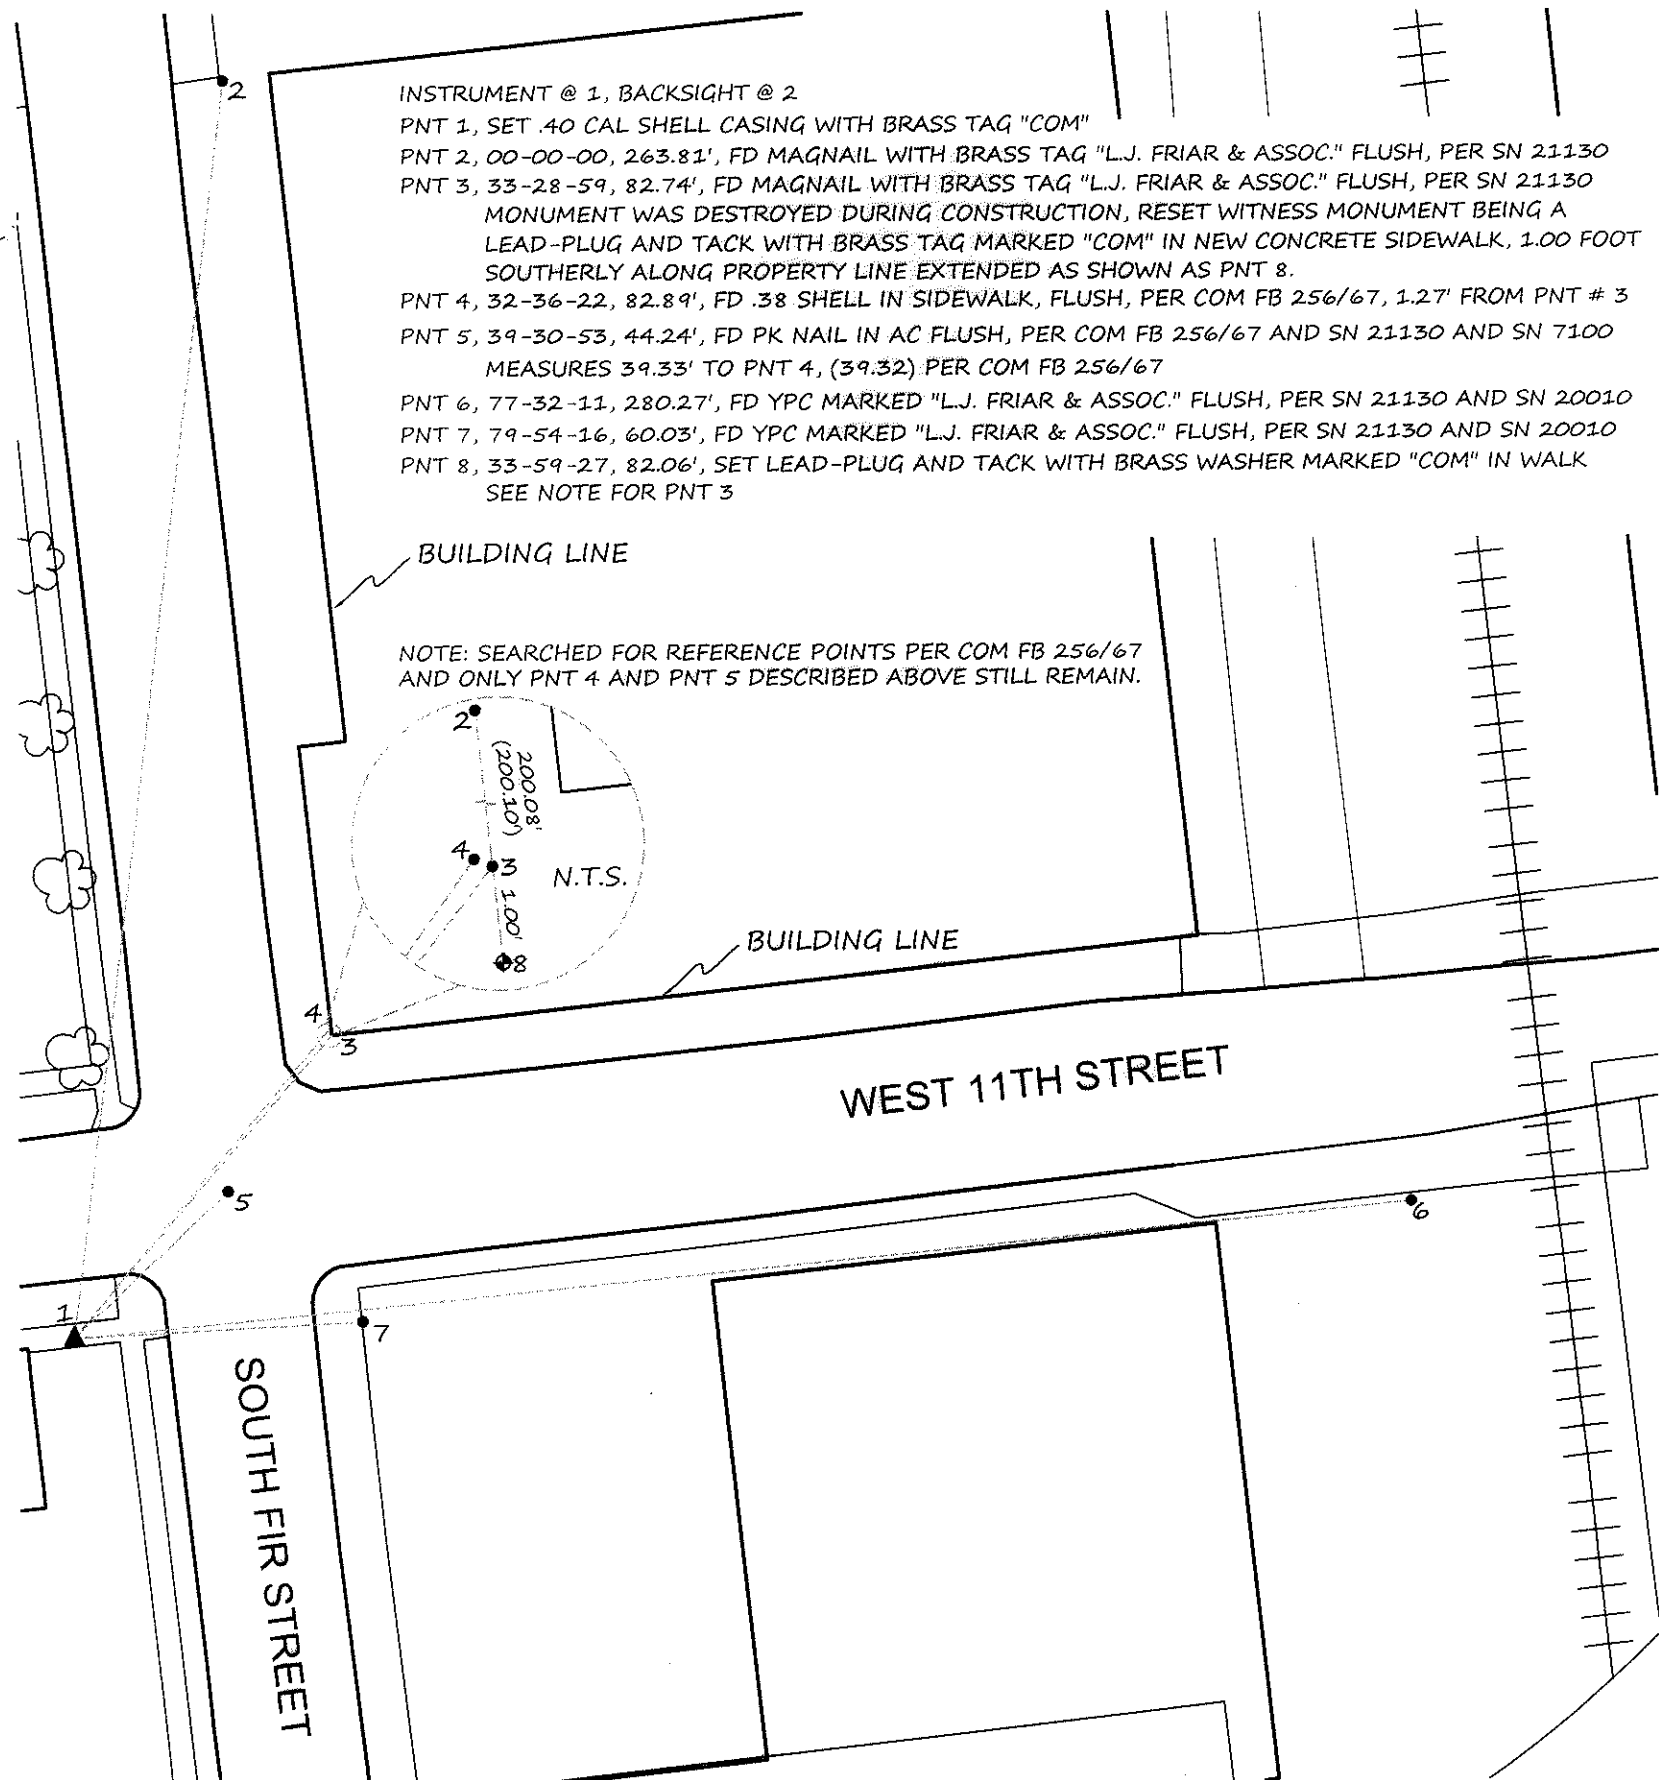 2
INSTRUMENT @ 1, BACKSIGHT @ 2
PNT 1, SET .40 CAL SHELL CASING WITH BRASS TAG "COM"
PNT 2, 00-00-00, 263.81', FD MAGNAIL WITH BRASS TAG "L.J. FRIAR & ASSOC." FLUSH, PER SN 21130
PNT 3, 33-28-59, 82.74', FD MAGNAIL WITH BRASS TAG "L.J. FRIAR & ASSOC." FLUSH, PER SN 21130
MONUMENT WAS DESTROYED DURING CONSTRUCTION, RESET WITNESS MONUMENT BEING A
LEAD-PLUG AND TACK WITH BRASS TAG MARKED "COM" IN NEW CONCRETE SIDEWALK, 1.00 FOOT
SOUTHERLY ALONG PROPERTY LINE EXTENDED AS SHOWN AS PNT 8.
PNT 4, 32-36-22, 82.89', FD .38 SHELL IN SIDEWALK, FLUSH, PER COM FB 256/67, 1.27' FROM PNT # 3
PNT 5, 39-30-53, 44.24', FD PK NAIL IN AC FLUSH, PER COM FB 256/67 AND SN 21130 AND SN 7100
MEASURES 39.33' TO PNT 4, (39.32) PER COM FB 256/67
PNT 6, 77-32-11, 280.27', FD YPC MARKED "L.J. FRIAR & ASSOC." FLUSH, PER SN 21130 AND SN 20010
PNT 7, 79-54-16, 60.03', FD YPC MARKED "L.J. FRIAR & ASSOC." FLUSH, PER SN 21130 AND SN 20010
PNT 8, 33-59-27, 82.06', SET LEAD-PLUG AND TACK WITH BRASS WASHER MARKED "COM" IN WALK
SEE NOTE FOR PNT 3
BUILDING LINE
NOTE: SEARCHED FOR REFERENCE POINTS PER COM FB 256/67
AND ONLY PNT 4 AND PNT 5 DESCRIBED ABOVE STILL REMAIN.
2
200.08'
(200.10')
4
3
N.T.S.
1.00'
8
BUILDING LINE
4
3
WEST 11TH STREET
5
6
1
7
SOUTH FIR STREET